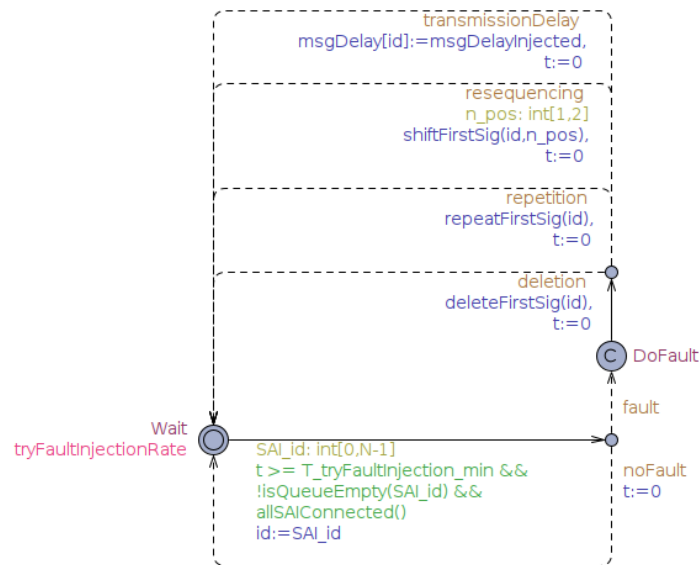 transmissionDelay
msgDelay[id]:=msgDelayInjected,
t:=0
resequencing
n_pos: int[1,2]
shiftFirstSig(id,n_pos),
t:=0
repetition
repeatFirstSig(id),
t:=0
deletion
deleteFirstSig(id),
t:=0
C DoFault
fault
Wait
tryFaultInjectionRate
SAI_id: int[0,N-1]
t >= T_tryFaultInjection_min &&
!isQueueEmpty(SAI_id) &&
allSAIConnected()
id:=SAI_id
noFault
t:=0